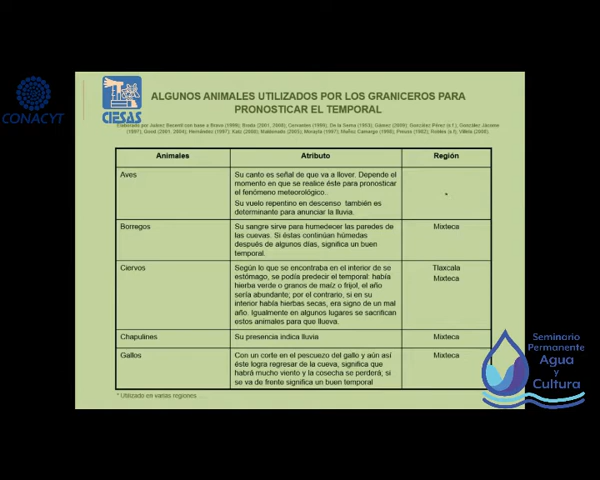 CONACYT
CIESAS
ALGUNOS ANIMALES UTILIZADOS POR LOS GRANICEROS PARA
PRONOSTICAR EL TEMPORAL
Animales Atributo Región
Aves Su canto es señal de que va a llover. Depende el
momento en que se realice éste para pronosticar
el fenómeno meteorológico..
Su vuelo repentino en descenso también es
determinante para anunciar la lluvia. *
Borregos Su sangre sirve para humedecer las paredes de Mixteca
las cuevas. Si éstas continúan húmedas
después de algunos días, significa un buen
temporal.
Ciervos Según lo que se encontraba en el interior de se Tlaxcala
estómago, se podía predecir el temporal: había Mixteca
hierba verde o granos de maíz o frijol, el año
sería abundante; por el contrario, si en su
interior había hierbas secas, era signo de un mal
año. Igualmente en algunos lugares se sacrifican
estos animales para que llueva.
Chapulines Su presencia indica lluvia Mixteca
Gallos Con un corte en el pescuezo del gallo y aún así Mixteca
éste logra regresar de la cueva, significa que
habrá mucho viento y la cosecha se perderá; si
se va de frente significa un buen temporal
* Utilizado en varias regiones
Seminario
Permanente
Agua
y
Cultura